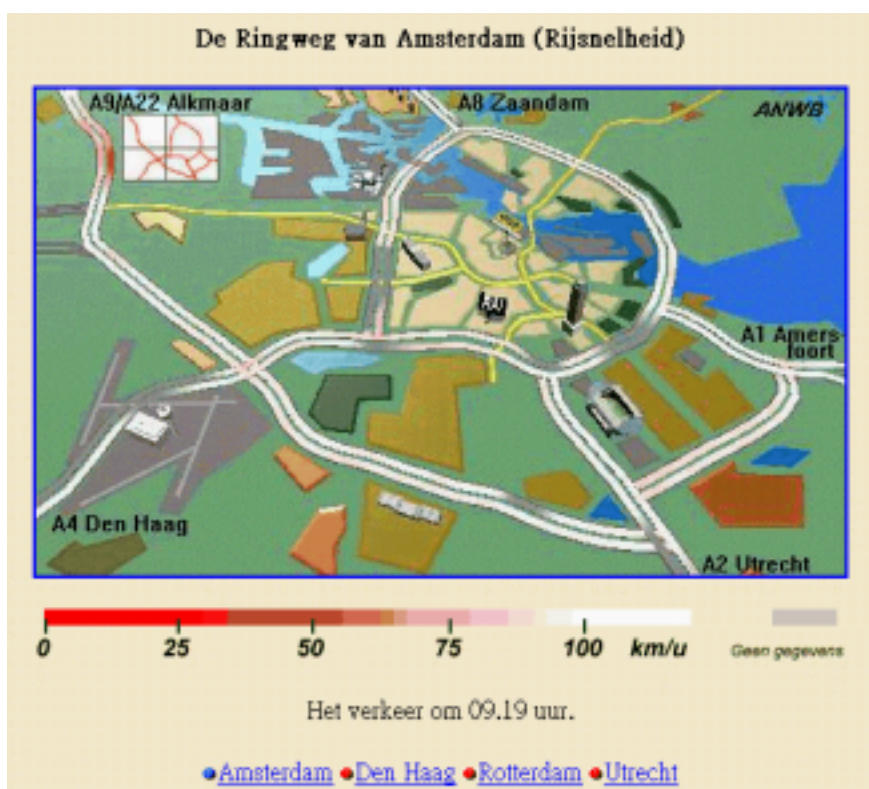 De Ringweg van Amsterdam (Rijsnelheid)
A9/A22 Alkmaar
A8 Zaandam
ANWB
A1 Amers-
foort
A4 Den Haag
A2 Utrecht
0 25 50 75 100 km/u Geen gegevens
Het verkeer om 09.19 uur.
Amsterdam Den Haag Rotterdam Utrecht